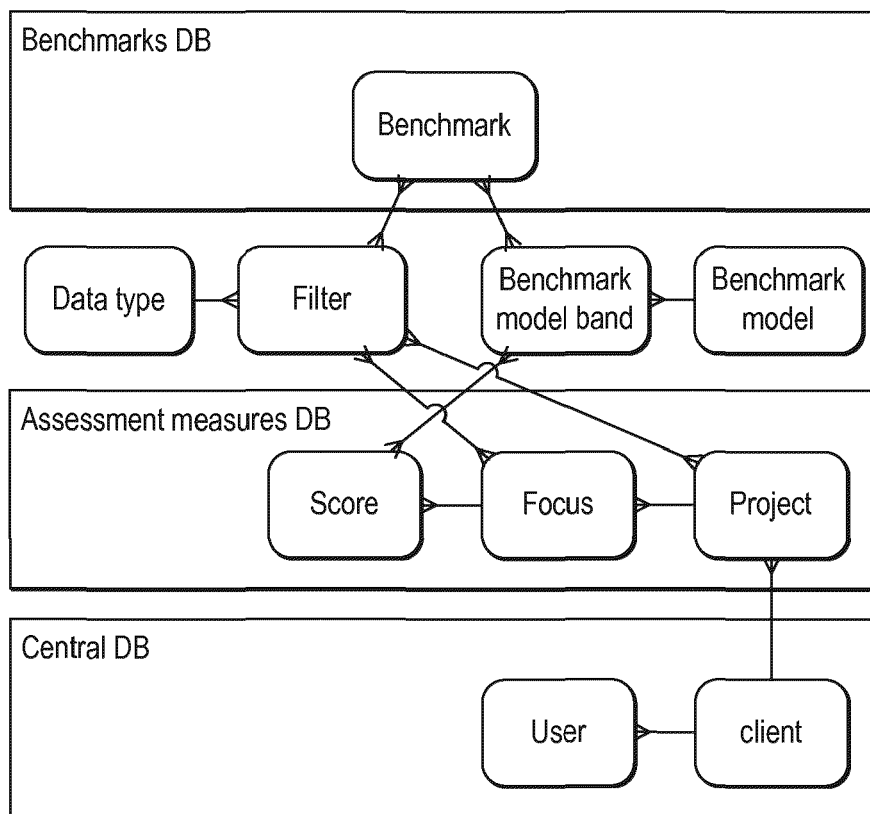 Benchmarks DB
Benchmark
Data type
Filter
Benchmark
model band
Benchmark
model
Assessment measures DB
Score
Focus
Project
Central DB
User
client